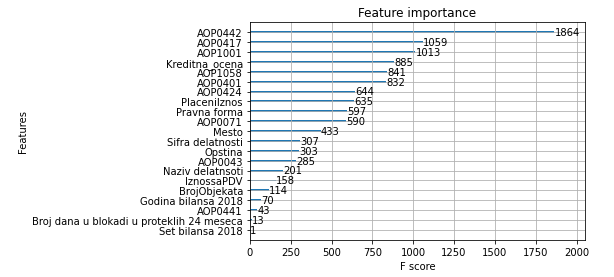 Feature importance
Features
AOP0442 1864
AOP0417 1059
AOP1001 1013
Kreditna_ocena 885
AOP1058 841
AOP0401 832
AOP0424 644
PlaceniIznos 635
Pravna forma 597
AOP0071 590
Mesto 433
Sifra delatnosti 307
Opstina 303
AOP0043 285
Naziv delatnsoti 201
IznossaPDV 158
BrojObjekata 114
Godina bilansa 2018 70
AOP0441 43
Broj dana u blokadi u proteklih 24 meseca 13
Set bilansa 2018 1
0 250 500 750 1000 1250 1500 1750 2000
F score